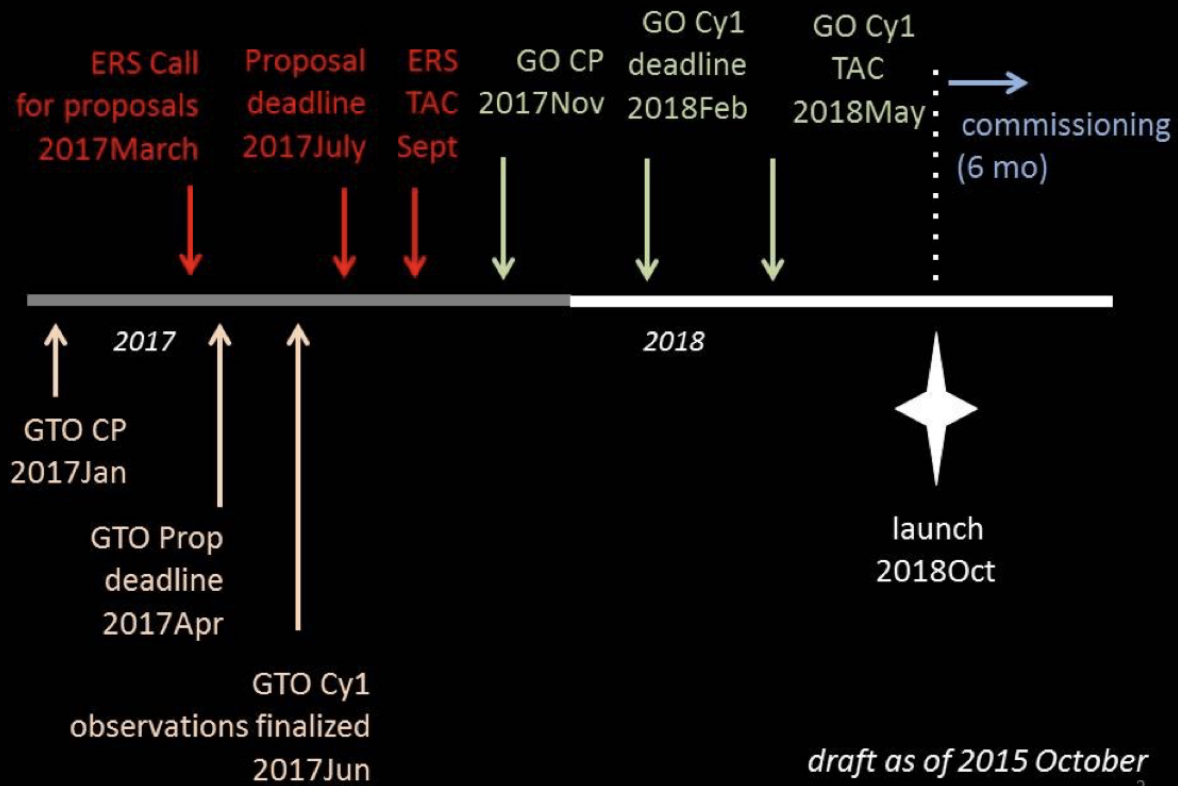 ERS Call
for proposals
2017March
Proposal
deadline
2017July
ERS
TAC
Sept
GO CP
2017Nov
GO Cy1
deadline
2018Feb
GO Cy1
TAC
2018May
commissioning
(6 mo)
2017
2018
GTO CP
2017Jan
GTO Prop
deadline
2017Apr
GTO Cy1
observations finalized
2017Jun
launch
2018Oct
draft as of 2015 October